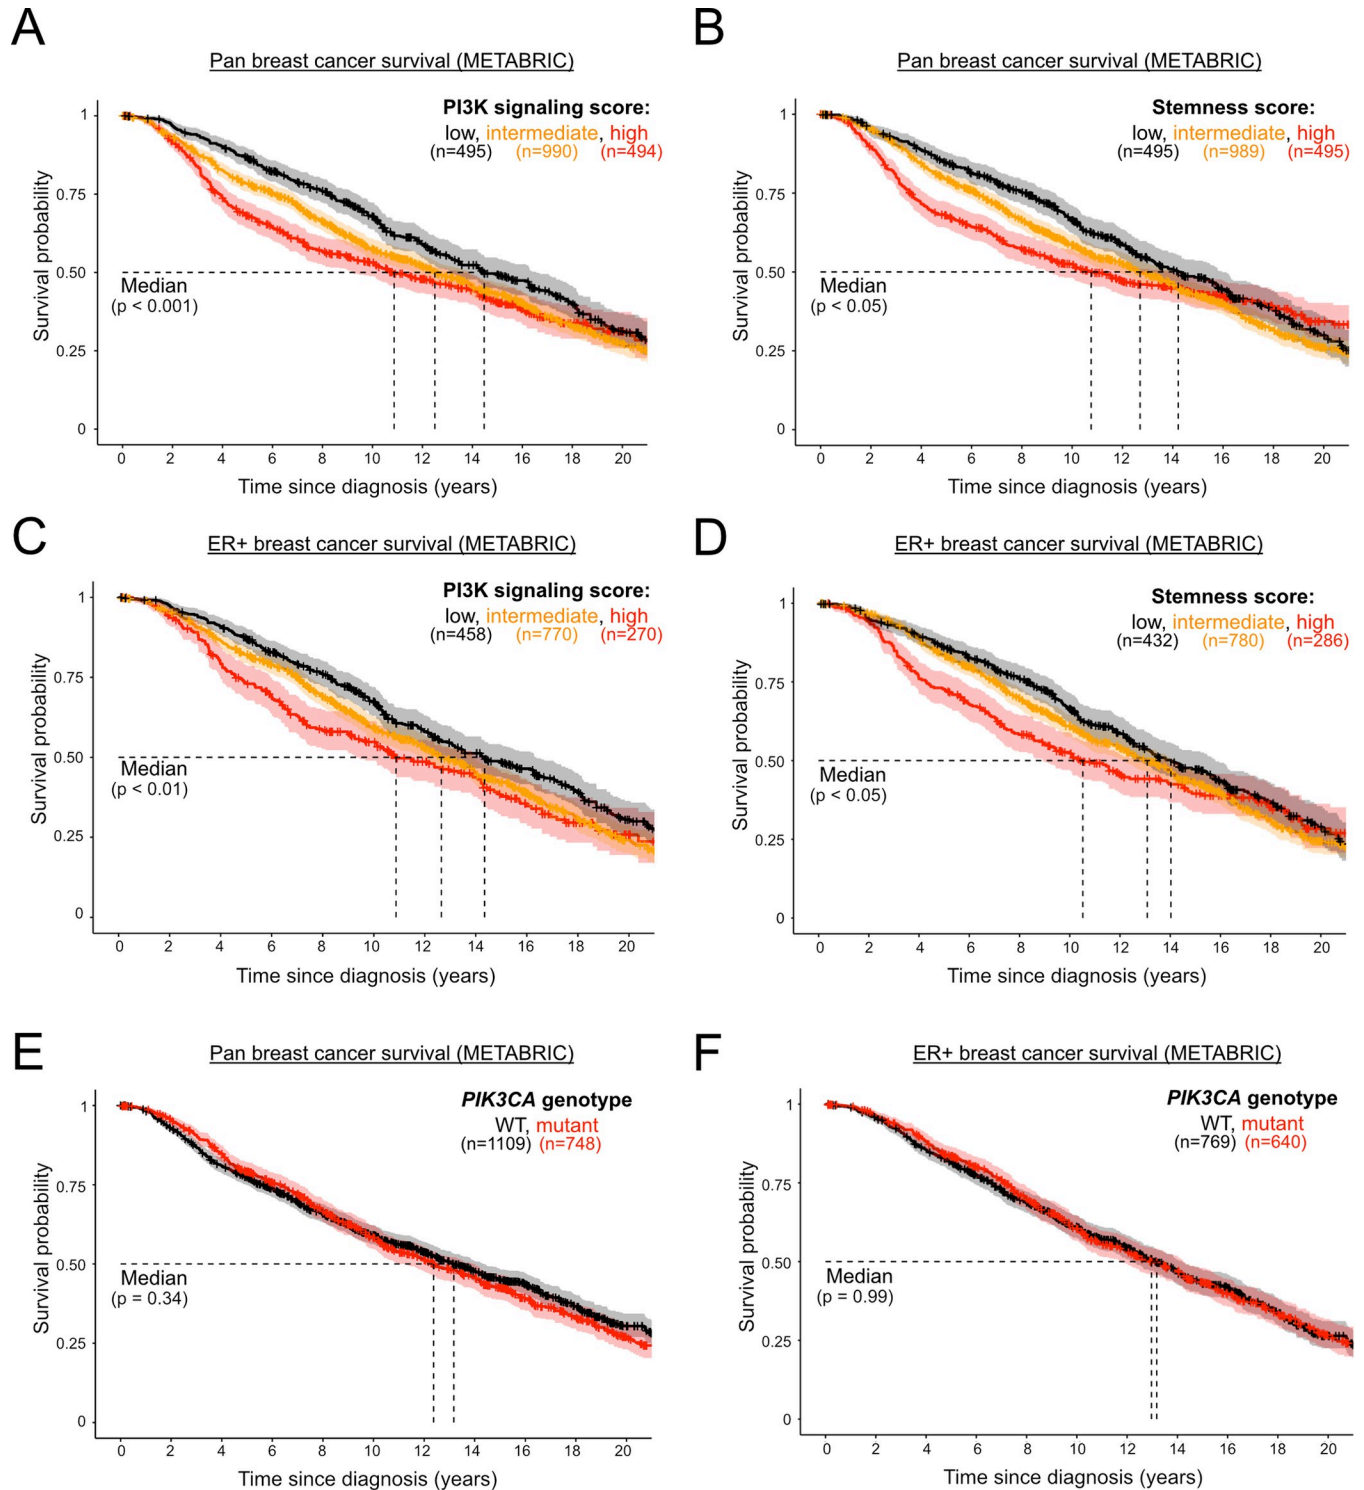 A
Pan breast cancer survival (METABRIC)
PI3K signaling score:
low, intermediate, high
(n=495) (n=990) (n=494)
Survival probability
1
0.75
0.50
0.25
0
Median
(p < 0.001)
0 2 4 6 8 10 12 14 16 18 20
Time since diagnosis (years)
B
Pan breast cancer survival (METABRIC)
Stemness score:
low, intermediate, high
(n=495) (n=989) (n=495)
Survival probability
1
0.75
0.50
0.25
0
Median
(p < 0.05)
0 2 4 6 8 10 12 14 16 18 20
Time since diagnosis (years)
C
ER+ breast cancer survival (METABRIC)
PI3K signaling score:
low, intermediate, high
(n=458) (n=770) (n=270)
Survival probability
1
0.75
0.50
0.25
0
Median
(p < 0.01)
0 2 4 6 8 10 12 14 16 18 20
Time since diagnosis (years)
D
ER+ breast cancer survival (METABRIC)
Stemness score:
low, intermediate, high
(n=432) (n=780) (n=286)
Survival probability
1
0.75
0.50
0.25
0
Median
(p < 0.05)
0 2 4 6 8 10 12 14 16 18 20
Time since diagnosis (years)
E
Pan breast cancer survival (METABRIC)
PIK3CA genotype
WT, mutant
(n=1109) (n=748)
Survival probability
1
0.75
0.50
0.25
0
Median
(p = 0.34)
0 2 4 6 8 10 12 14 16 18 20
Time since diagnosis (years)
F
ER+ breast cancer survival (METABRIC)
PIK3CA genotype
WT, mutant
(n=769) (n=640)
Survival probability
1
0.75
0.50
0.25
0
Median
(p = 0.99)
0 2 4 6 8 10 12 14 16 18 20
Time since diagnosis (years)